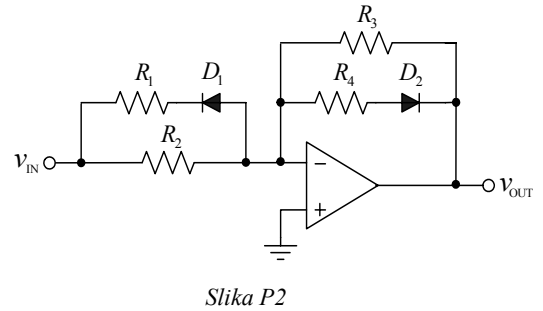 R3
R1 D1 R4 D2
R2
vIN
−
+
vOUT
Slika P2